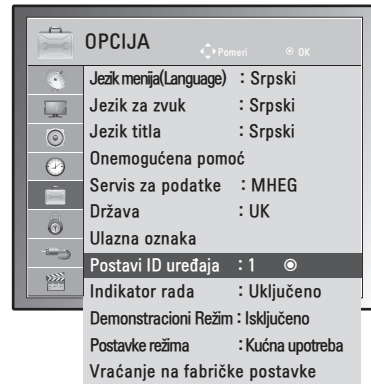 OPCIJA
Pomeri OK
Jezik menija(Language) : Srpski
Jezik za zvuk : Srpski
Jezik titla : Srpski
Onemogućena pomoć
Servis za podatke : MHEG
Država : UK
Ulazna oznaka
Postavi ID uređaja : 1
Indikator rada : Uključeno
Demonstracioni Režim : Isključeno
Postavke režima : Kućna upotreba
Vraćanje na fabričke postavke